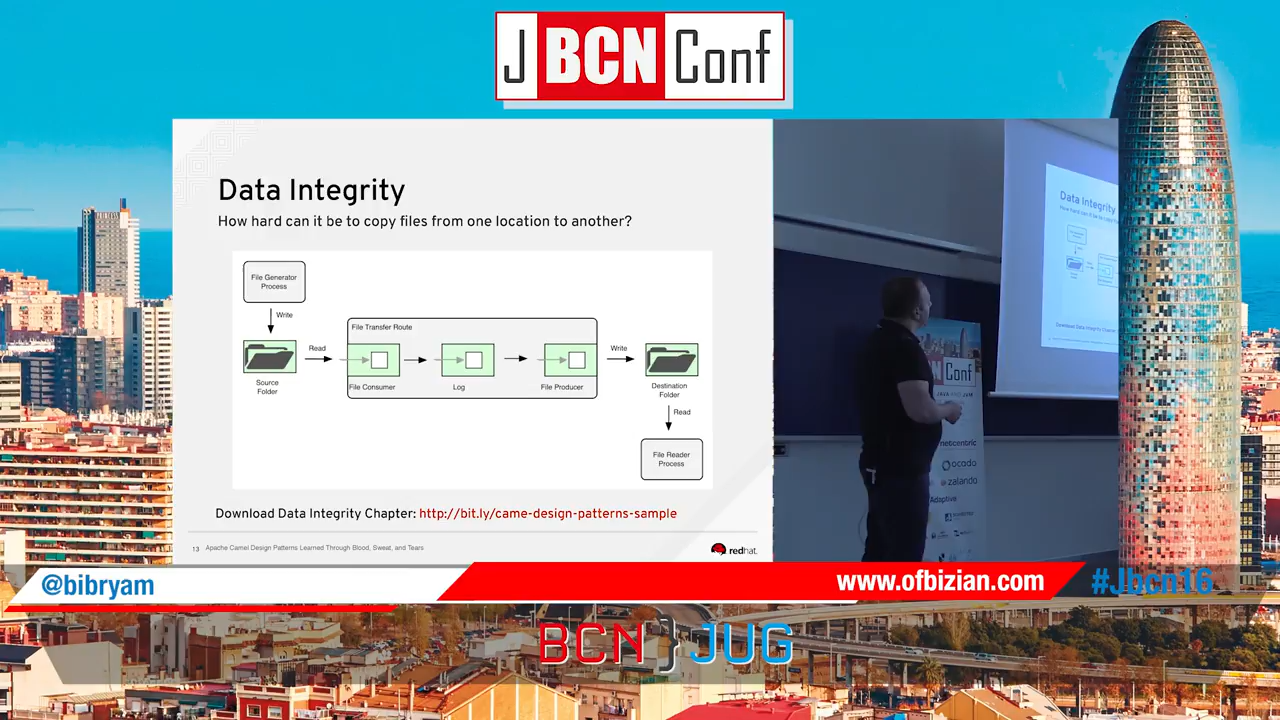 J BCN Conf
Data Integrity
How hard can it be to copy files from one location to another?
File Generator
Process
Write
File Transfer Route
Read
Write
Source
Folder
File Consumer
Log
File Producer
Destination
Folder
Read
File Reader
Process
Download Data Integrity Chapter: http://bit.ly/came-design-patterns-sample
13 Apache Camel Design Patterns Learned Through Blood, Sweat, and Tears
redhat.
Data Integrity
Conf
netcentric
ocado
zalando
Adaptive
@bibryam
www.ofbizian.com
#Jbcn16
BCN JUG